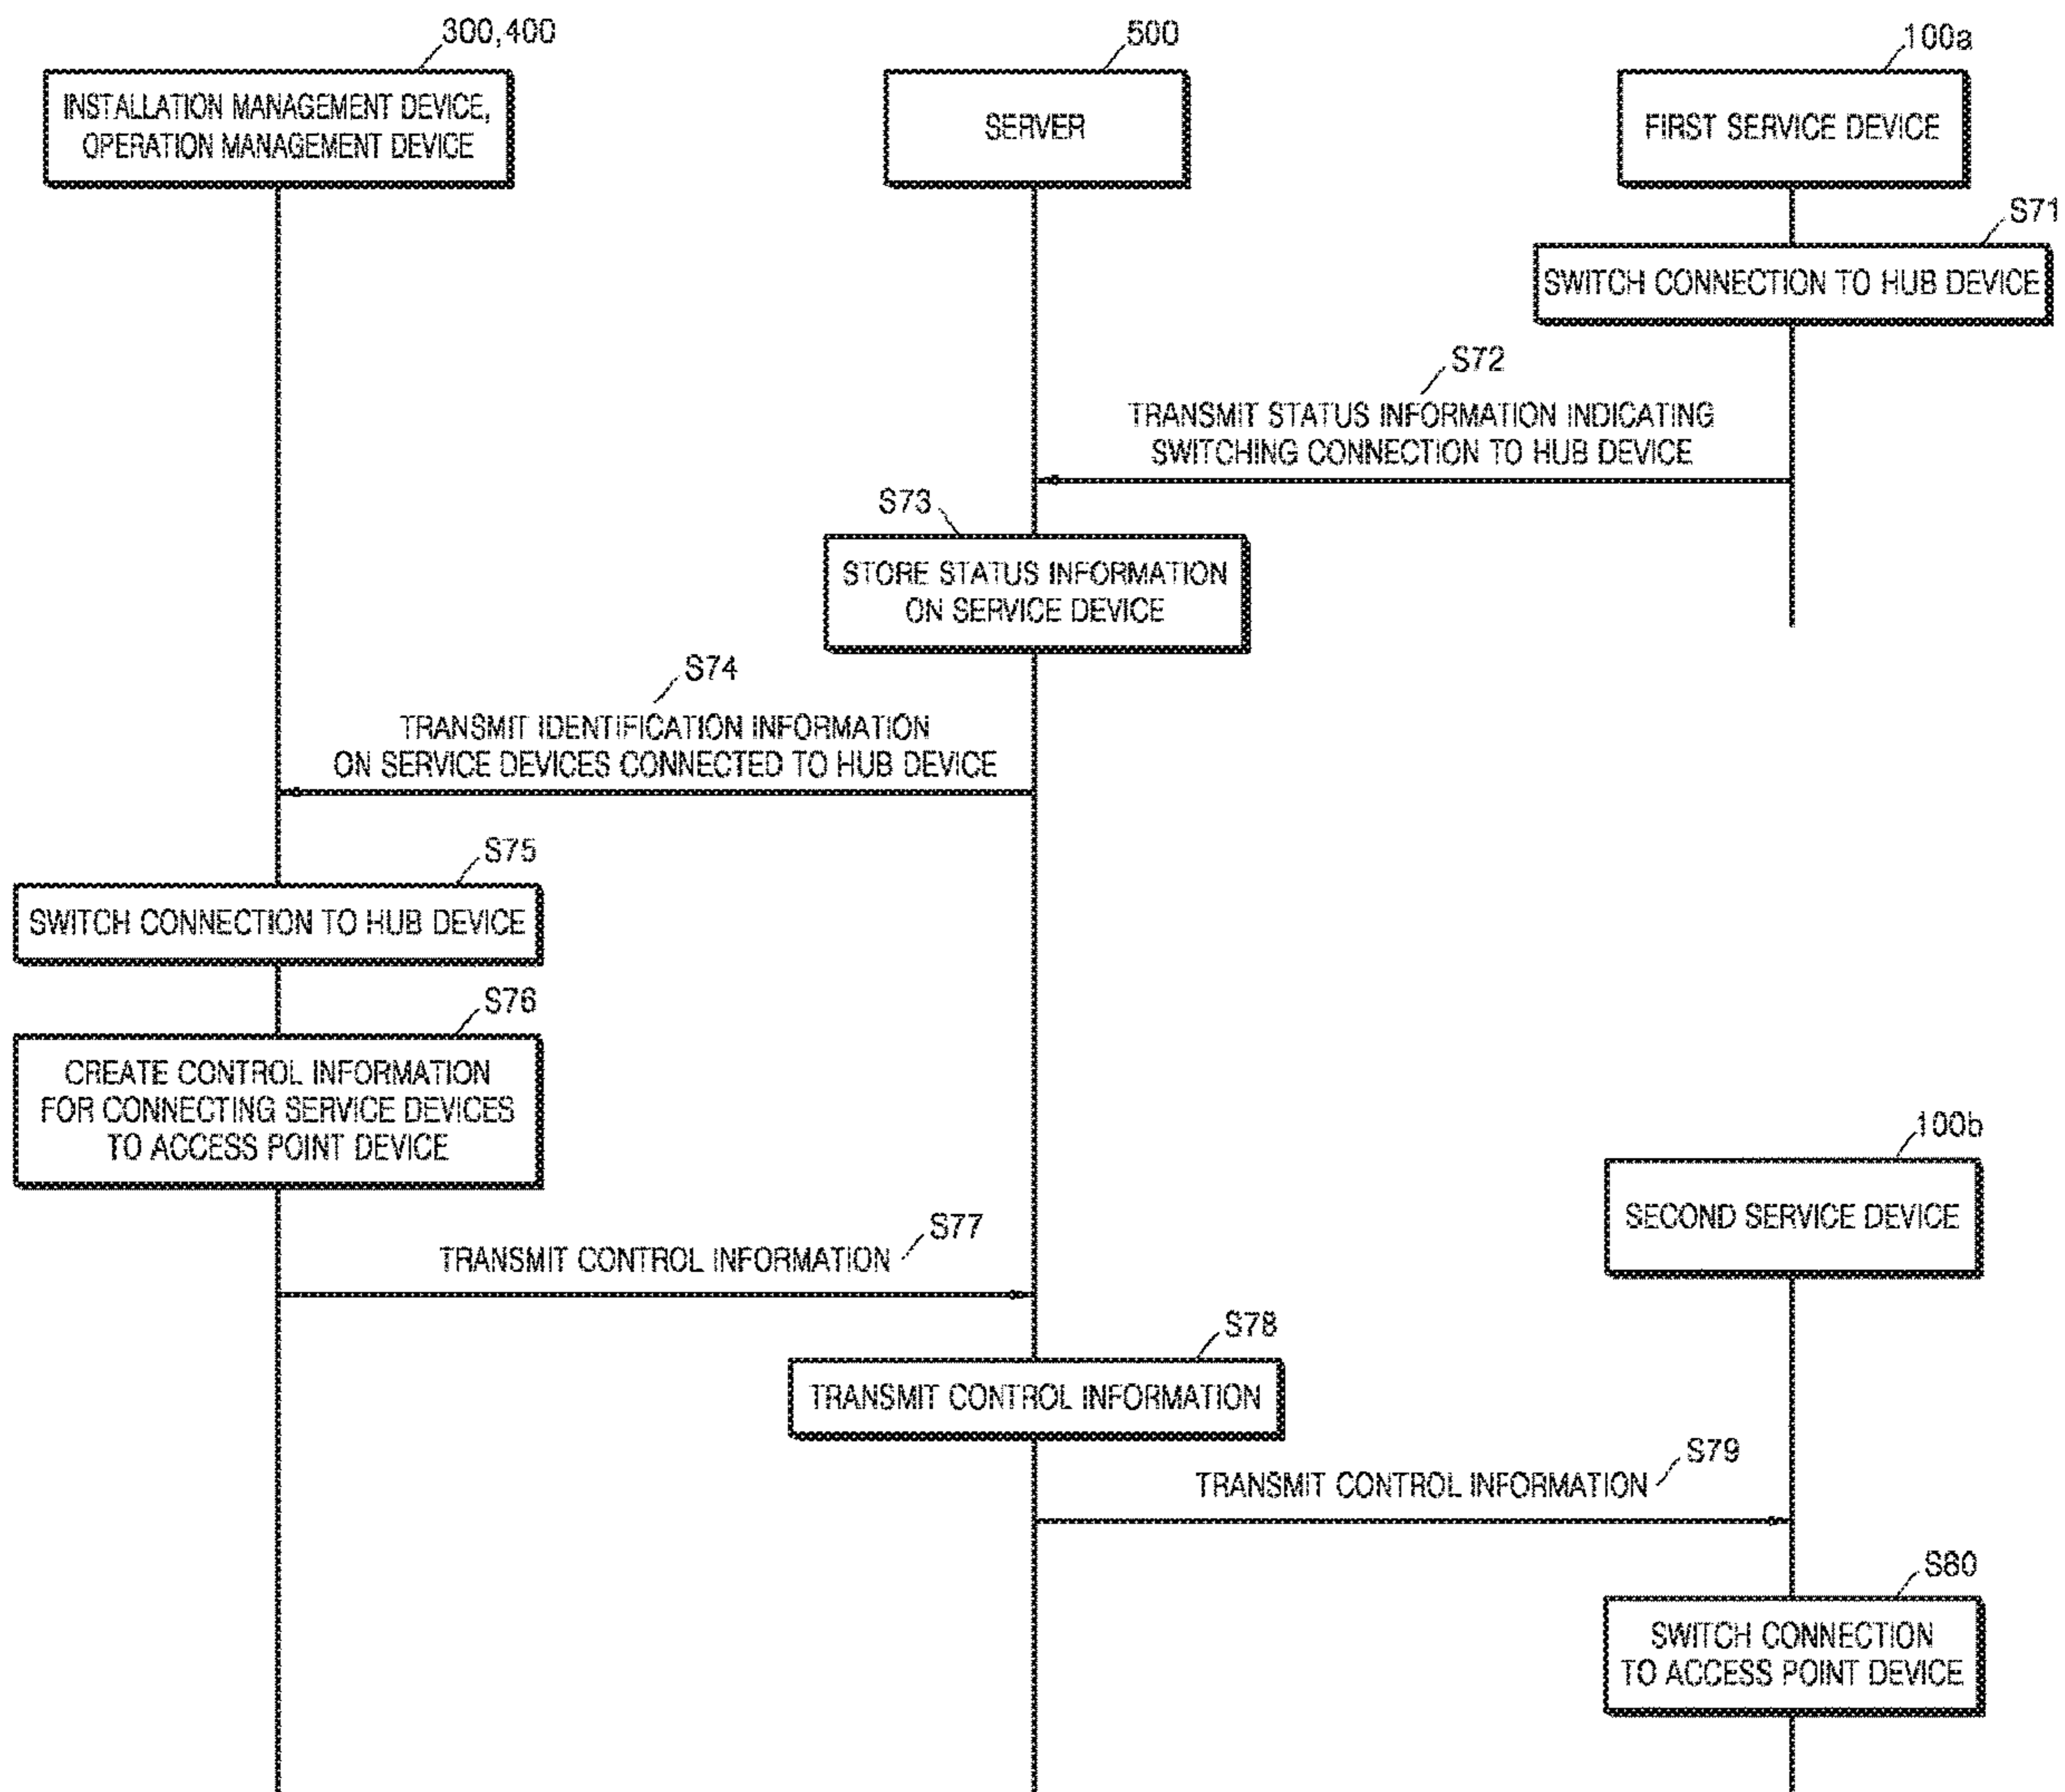 300,400
500
100a
INSTALLATION MANAGEMENT DEVICE,
OPERATION MANAGEMENT DEVICE
SERVER
FIRST SERVICE DEVICE
S71
SWITCH CONNECTION TO HUB DEVICE
S72
TRANSMIT STATUS INFORMATION INDICATING
SWITCHING CONNECTION TO HUB DEVICE
S73
STORE STATUS INFORMATION
ON SERVICE DEVICE
S74
TRANSMIT IDENTIFICATION INFORMATION
ON SERVICE DEVICES CONNECTED TO HUB DEVICE
S75
SWITCH CONNECTION TO HUB DEVICE
S76
CREATE CONTROL INFORMATION
FOR CONNECTING SERVICE DEVICES
TO ACCESS POINT DEVICE
100b
SECOND SERVICE DEVICE
S77
TRANSMIT CONTROL INFORMATION
S78
TRANSMIT CONTROL INFORMATION
S79
TRANSMIT CONTROL INFORMATION
S80
SWITCH CONNECTION
TO ACCESS POINT DEVICE